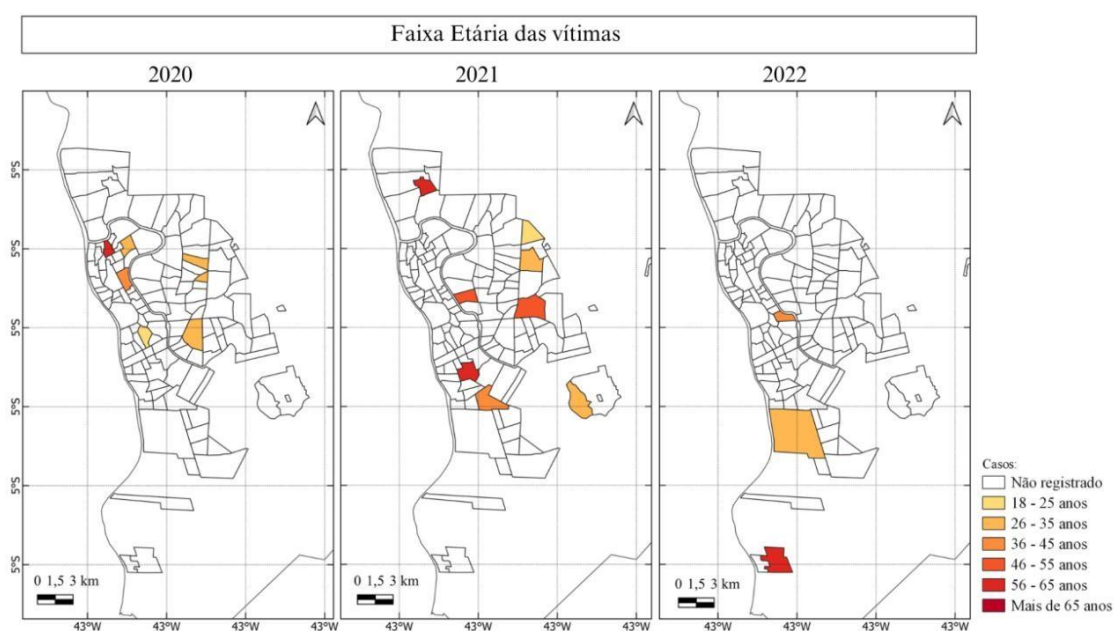 Faixa Etária das vítimas
2020
2021
2022
5°S
5°S
5°S
5°S
5°S
5°S
0 1,5 3 km
0 1,5 3 km
0 1,5 3 km
43°W 43°W 43°W 43°W
43°W 43°W 43°W 43°W
43°W 43°W 43°W 43°W
Casos:
Não registrado
18 - 25 anos
26 - 35 anos
36 - 45 anos
46 - 55 anos
56 - 65 anos
Mais de 65 anos